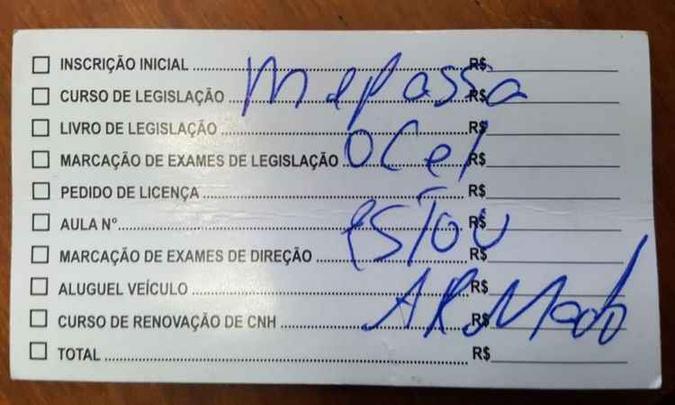 INSCRIÇÃO INICIAL ........ R$
CURSO DE LEGISLAÇÃO ........ R$
LIVRO DE LEGISLAÇÃO ........ R$
MARCAÇÃO DE EXAMES DE LEGISLAÇÃO ........ R$
PEDIDO DE LICENÇA ........ R$
AULA Nº ........ R$
MARCAÇÃO DE EXAMES DE DIREÇÃO ........ R$
ALUGUEL VEÍCULO ........ R$
CURSO DE RENOVAÇÃO DE CNH ........ R$
TOTAL ........ R$
me passa
O Cel
ESTOU
ARMado